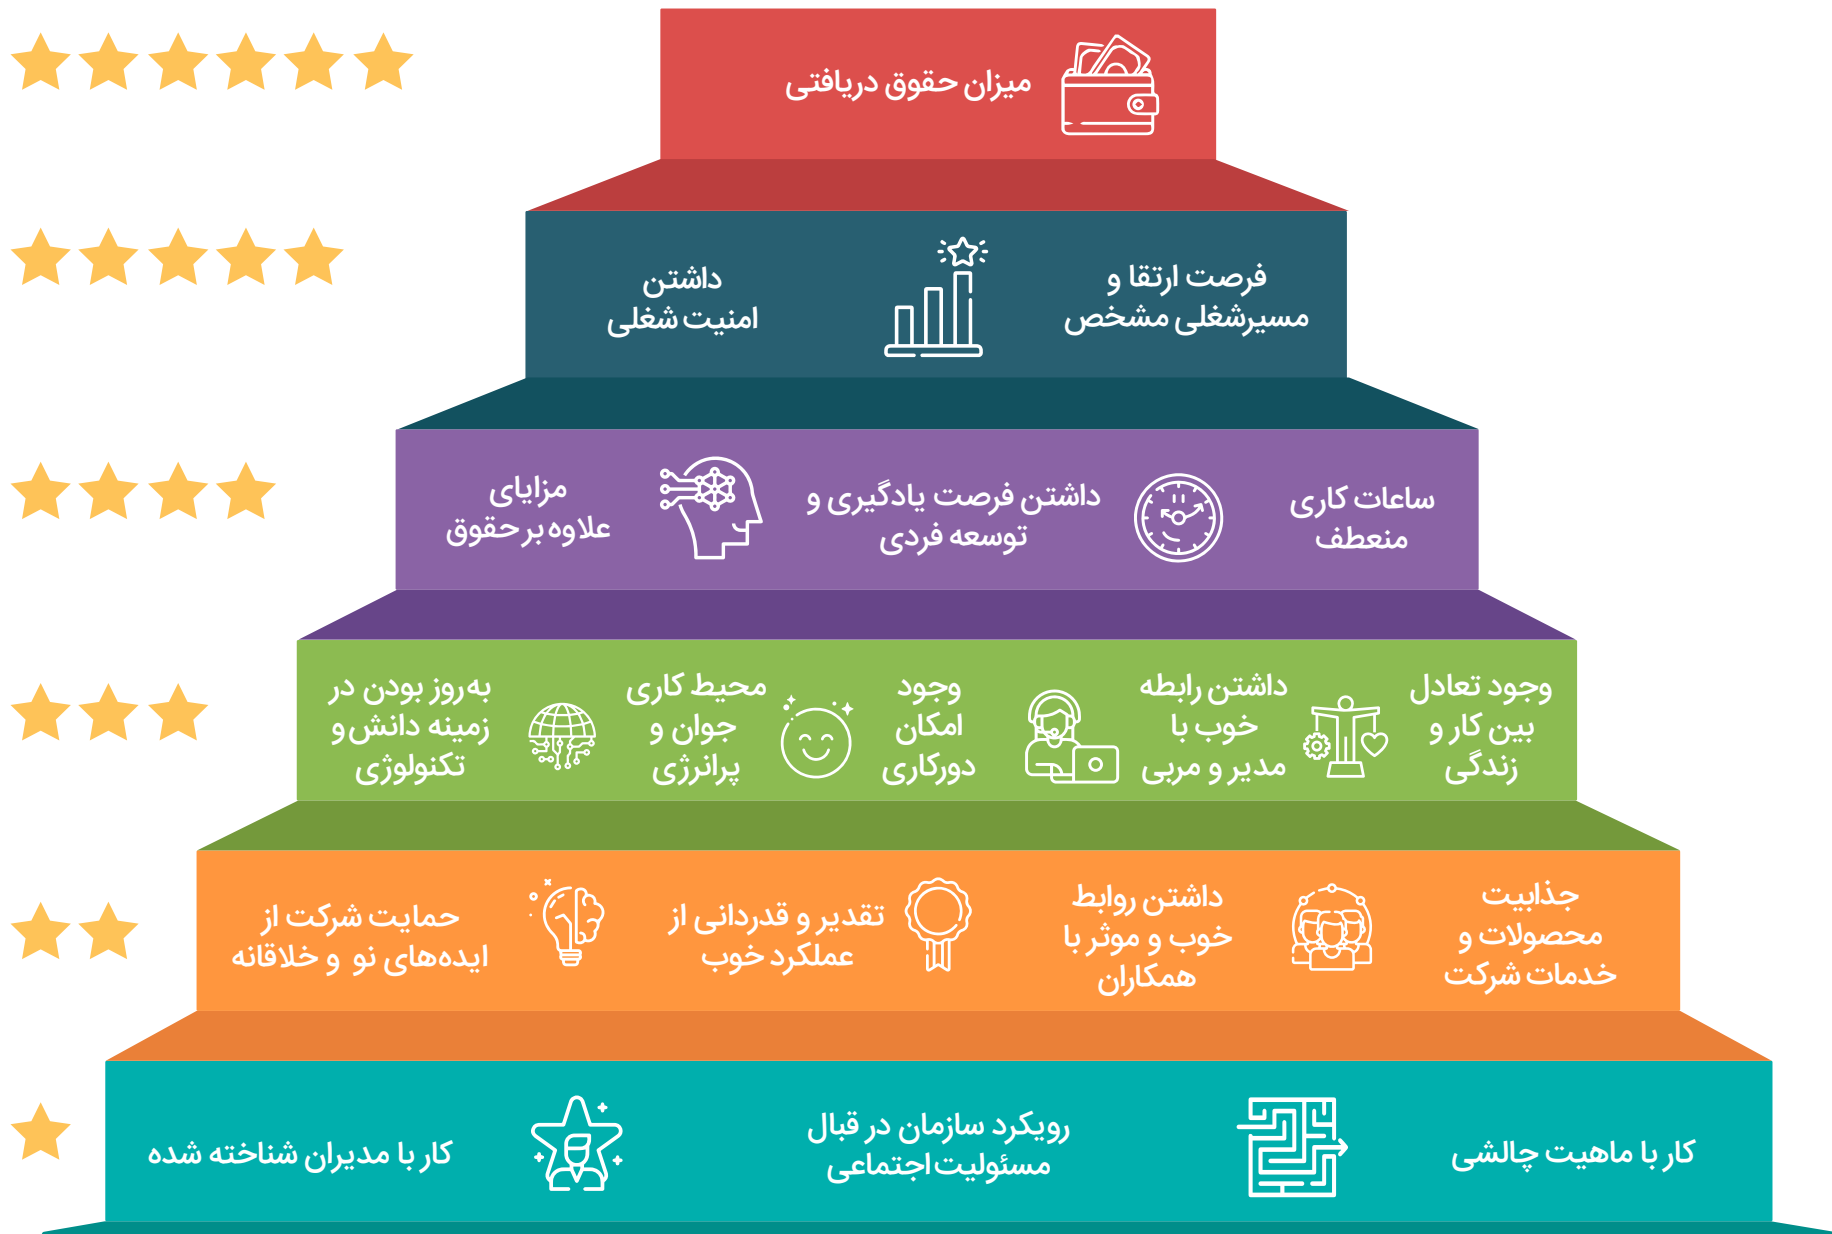 میزان حقوق دریافتی
فرصت ارتقا و
مسیرشغلی مشخص
داشتن
امنیت شغلی
ساعات کاری
منعطف
داشتن فرصت یادگیری و
توسعه فردی
مزایای
علاوه بر حقوق
وجود تعادل
بین کار و
زندگی
داشتن رابطه
خوب با
مدیر و مربی
وجود
امکان
دورکاری
محیط کاری
جوان و
پرانرژی
به‌روز بودن در
زمینه دانش و
تکنولوژی
جذابیت
محصولات و
خدمات شرکت
داشتن روابط
خوب و موثر با
همکاران
تقدیر و قدردانی از
عملکرد خوب
حمایت شرکت از
ایده‌های نو و خلاقانه
کار با ماهیت چالشی
رویکرد سازمان در قبال
مسئولیت اجتماعی
کار با مدیران شناخته شده